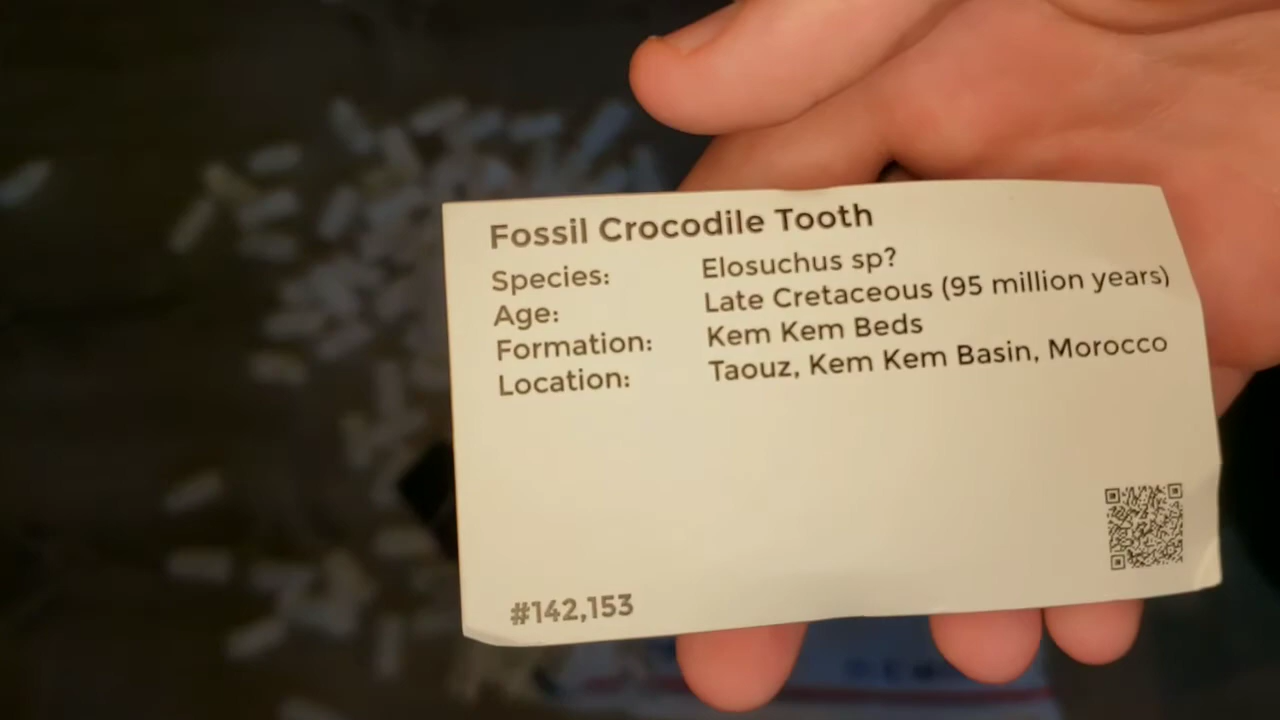 Fossil Crocodile Tooth
Species: Elosuchus sp?
Age: Late Cretaceous (95 million years)
Formation: Kem Kem Beds
Location: Taouz, Kem Kem Basin, Morocco
#142,153